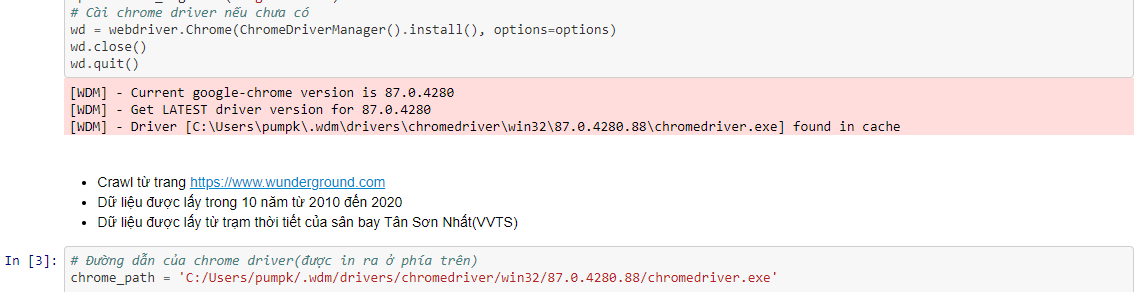 # Cài chrome driver nếu chưa có
wd = webdriver.Chrome(ChromeDriverManager().install(), options=options)
wd.close()
wd.quit()
[WDM] - Current google-chrome version is 87.0.4280
[WDM] - Get LATEST driver version for 87.0.4280
[WDM] - Driver [C:\Users\pumpk\.wdm\drivers\chromedriver\win32\87.0.4280.88\chromedriver.exe] found in cache
• Crawl từ trang https://www.wunderground.com
• Dữ liệu được lấy trong 10 năm từ 2010 đến 2020
• Dữ liệu được lấy từ trạm thời tiết của sân bay Tân Sơn Nhất(VVTS)
In [3]: # Đường dẫn của chrome driver(được in ra ở phía trên)
chrome_path = 'C:/Users/pumpk/.wdm/drivers/chromedriver/win32/87.0.4280.88/chromedriver.exe'